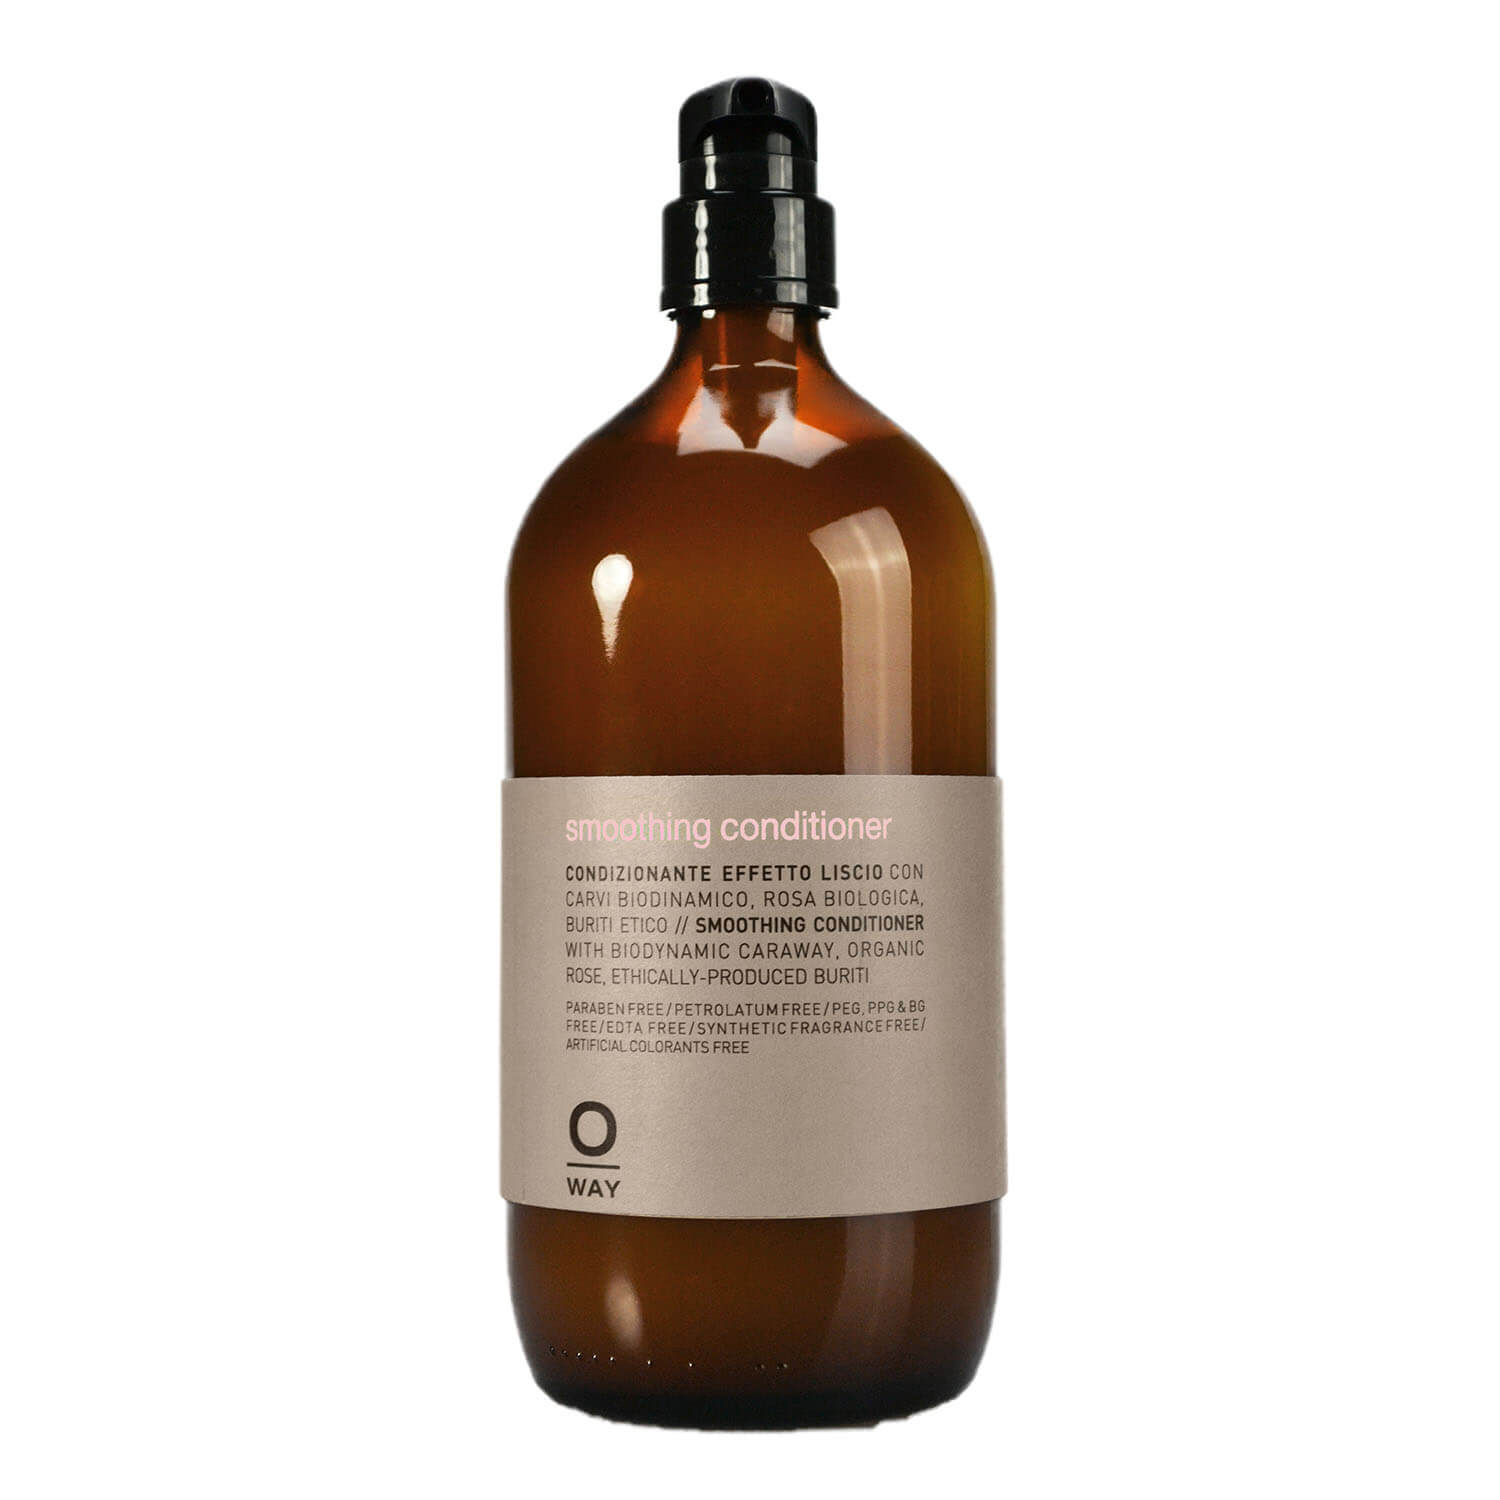 smoothing conditioner
CONDIZIONANTE EFFETTO LISCIO CON
CARVI BIODINAMICO, ROSA BIOLOGICA,
BURITI ETICO // SMOOTHING CONDITIONER
WITH BIODYNAMIC CARAWAY, ORGANIC
ROSE, ETHICALLY-PRODUCED BURITI
PARABEN FREE/PETROLATUM FREE/PEG, PPG & BG
FREE/EDTA FREE/SYNTHETIC FRAGRANCE FREE/
ARTIFICIAL COLORANTS FREE
O
WAY